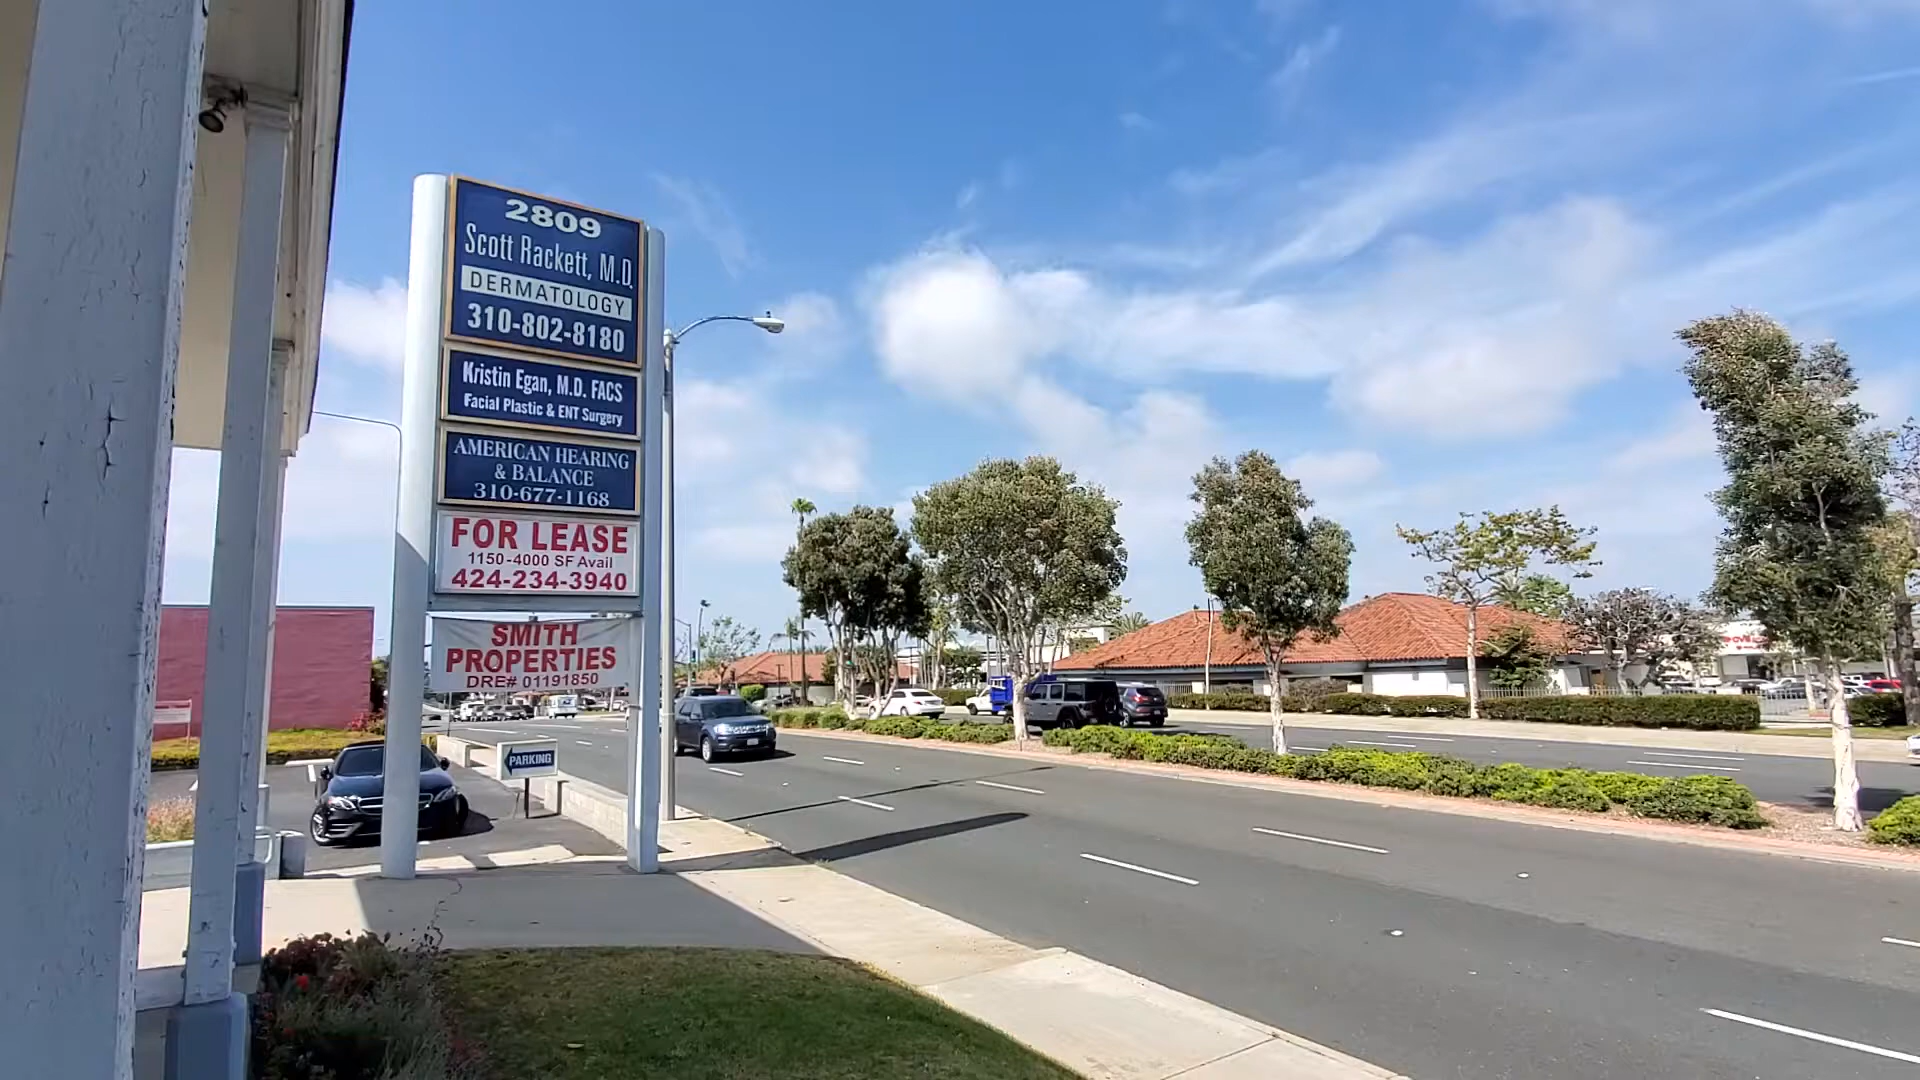 2809
Scott Rackett, M.D.
DERMATOLOGY
310-802-8180
Kristin Egan, M.D. FACS
Facial Plastic & ENT Surgery
AMERICAN HEARING
& BALANCE
310-677-1168
FOR LEASE
1150-4000 SF Avail
424-234-3940
SMITH
PROPERTIES
DRE# 01191850
PARKING